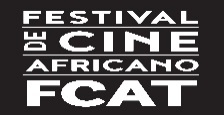 FESTIVAL
DE CINE
AFRICANO
FCAT